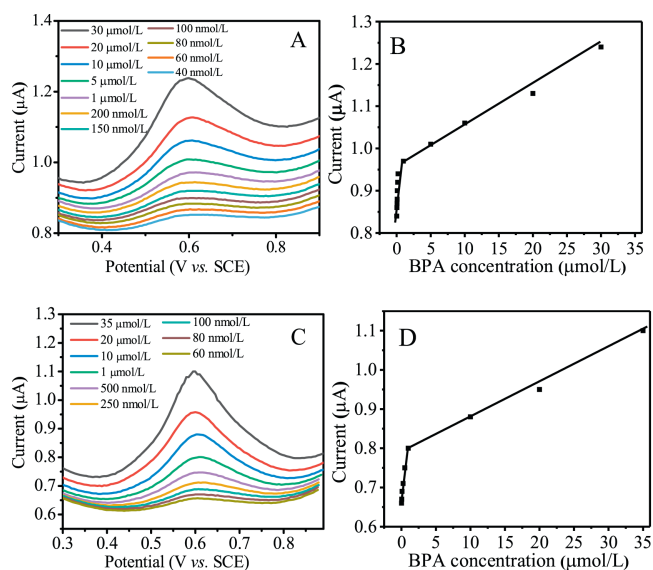 A
30 μmol/L
20 μmol/L
10 μmol/L
5 μmol/L
1 μmol/L
200 nmol/L
150 nmol/L
100 nmol/L
80 nmol/L
60 nmol/L
40 nmol/L
1.4
1.2
1.0
0.8
Current (μA)
0.4 0.6 0.8
Potential (V vs. SCE)
B
1.3
1.2
1.1
1.0
0.9
0.8
Current (μA)
0 5 10 15 20 25 30 35
BPA concentration (μmol/L)
C
35 μmol/L
20 μmol/L
10 μmol/L
1 μmol/L
500 nmol/L
250 nmol/L
100 nmol/L
80 nmol/L
60 nmol/L
1.3
1.2
1.1
1.0
0.9
0.8
0.7
0.6
Current (μA)
0.3 0.4 0.5 0.6 0.7 0.8
Potential (V vs. SCE)
D
1.1
1.0
0.9
0.8
0.7
0.6
Current (μA)
0 5 10 15 20 25 30 35
BPA concentration (μmol/L)